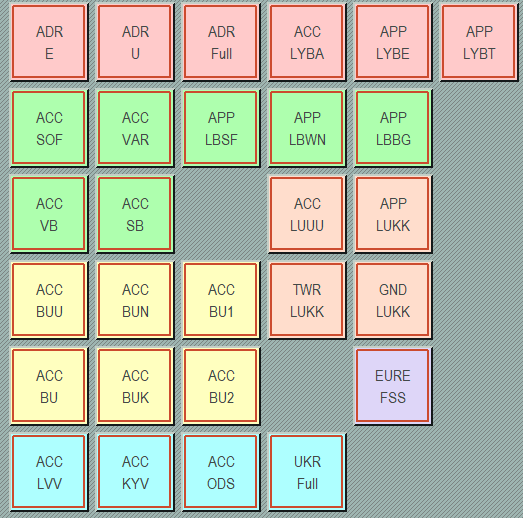 ADR
E
ADR
U
ADR
Full
ACC
LYBA
APP
LYBE
APP
LYBT
ACC
SOF
ACC
VAR
APP
LBSF
APP
LBWN
APP
LBBG
ACC
VB
ACC
SB
ACC
LUUU
APP
LUKK
ACC
BUU
ACC
BUN
ACC
BU1
TWR
LUKK
GND
LUKK
ACC
BU
ACC
BUK
ACC
BU2
EURE
FSS
ACC
LVV
ACC
KYV
ACC
ODS
UKR
Full